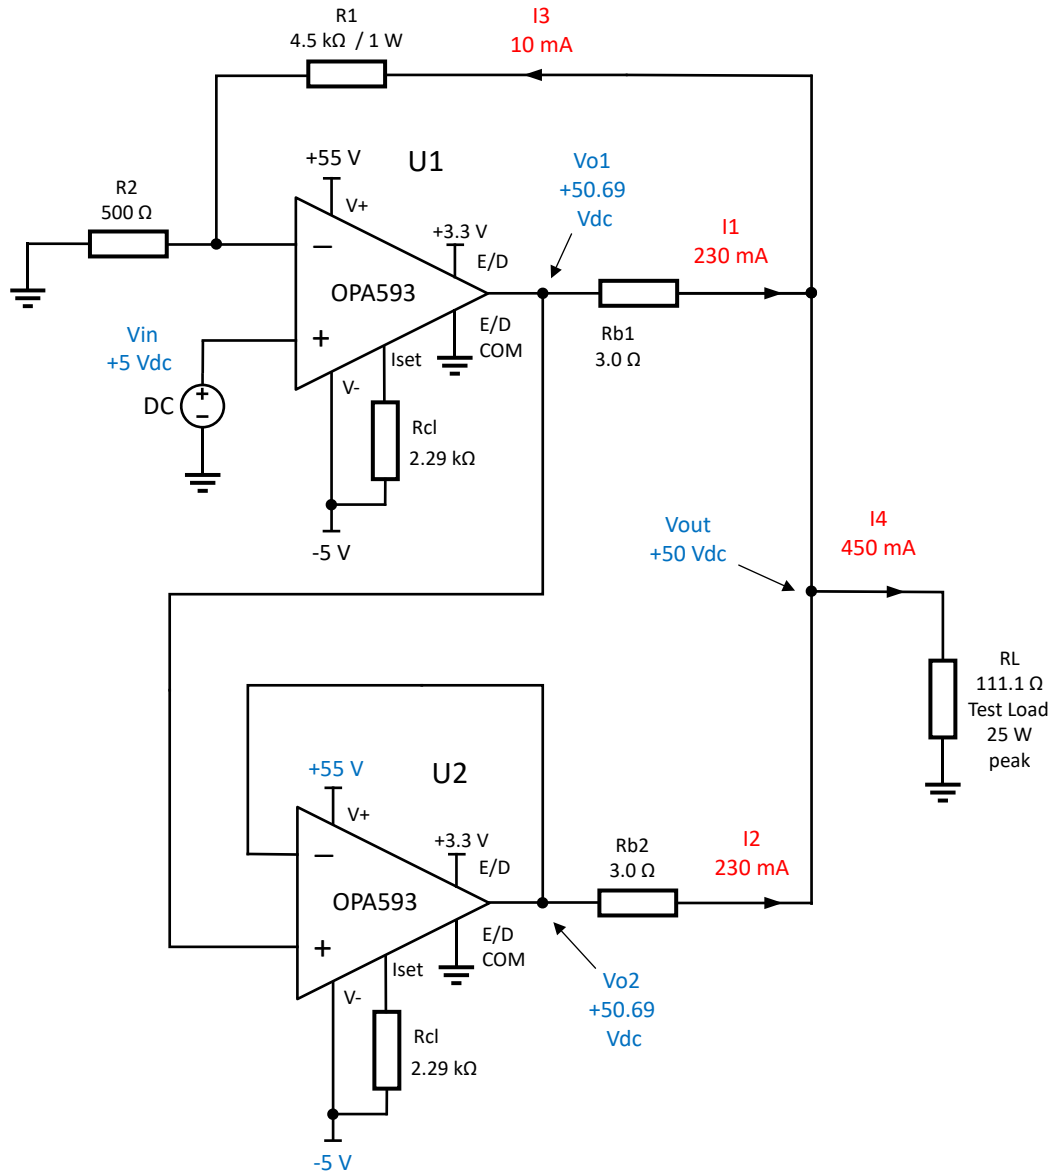 R1
4.5 kΩ / 1 W
I3
10 mA
U1
+55 V
V+
R2
500 Ω
Vo1
+50.69
Vdc
+3.3 V
E/D
I1
230 mA
−
OPA593
+
E/D
COM
Rb1
3.0 Ω
Vin
+5 Vdc
Iset
V-
DC
+
−
Rcl
2.29 kΩ
-5 V
Vout
+50 Vdc
I4
450 mA
RL
111.1 Ω
Test Load
25 W
peak
U2
+55 V
V+
+3.3 V
E/D
Rb2
3.0 Ω
I2
230 mA
−
OPA593
+
E/D
COM
Iset
V-
Vo2
+50.69
Vdc
Rcl
2.29 kΩ
-5 V